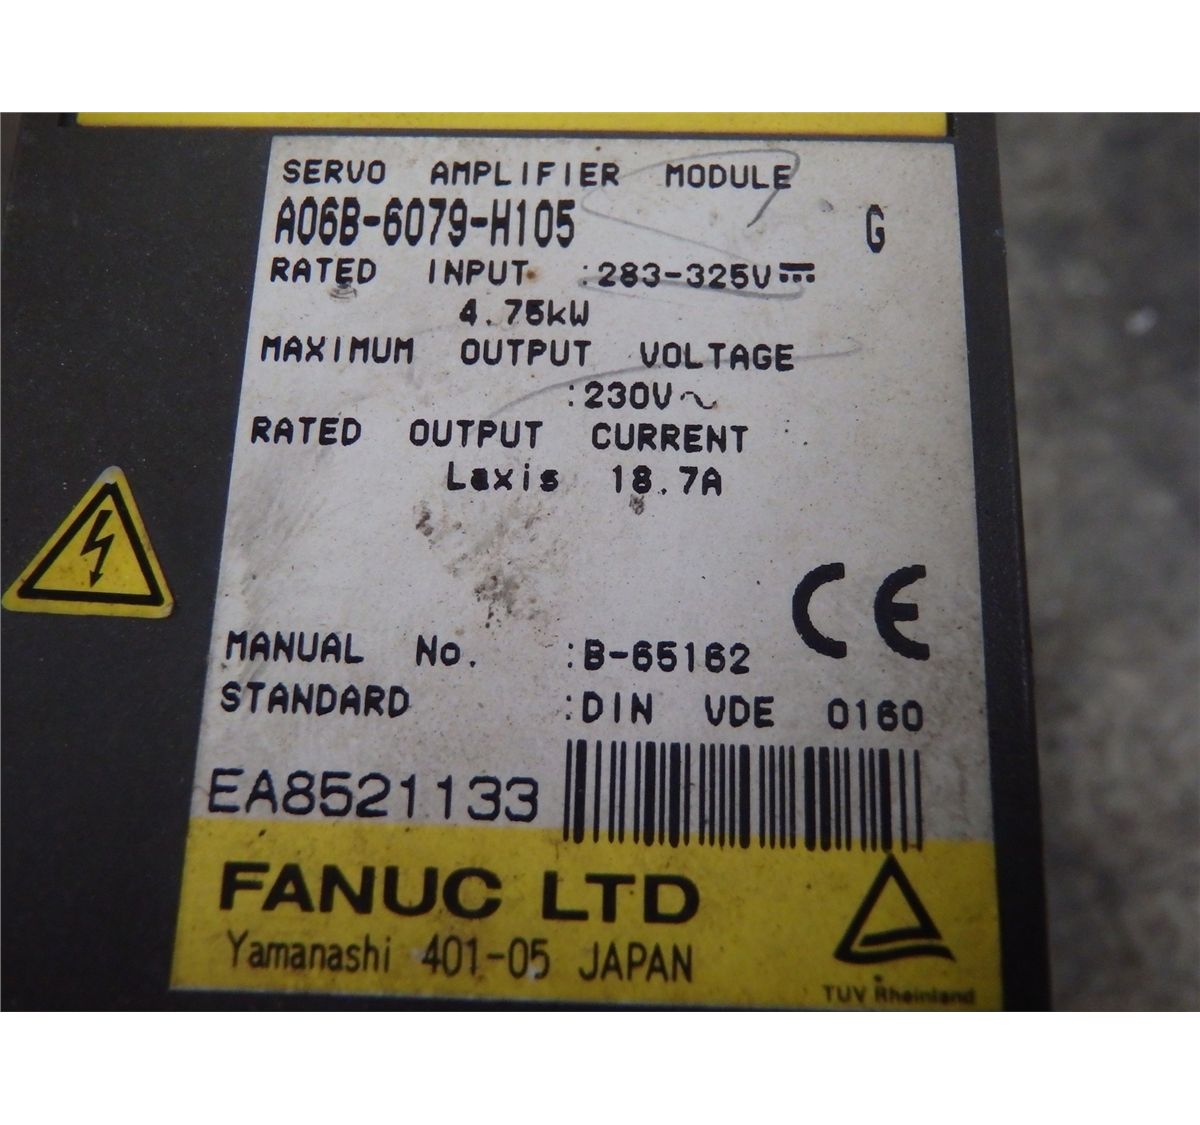 SERVO AMPLIFIER MODULE
A06B-6079-H105 G
RATED INPUT :283-325V⎓
4.75kW
MAXIMUM OUTPUT VOLTAGE
:230V~
RATED OUTPUT CURRENT
Laxis 18.7A
CE
MANUAL No. :B-65162
STANDARD :DIN VDE 0160
EA8521133
FANUC LTD
Yamanashi 401-05 JAPAN
TUV Rheinland